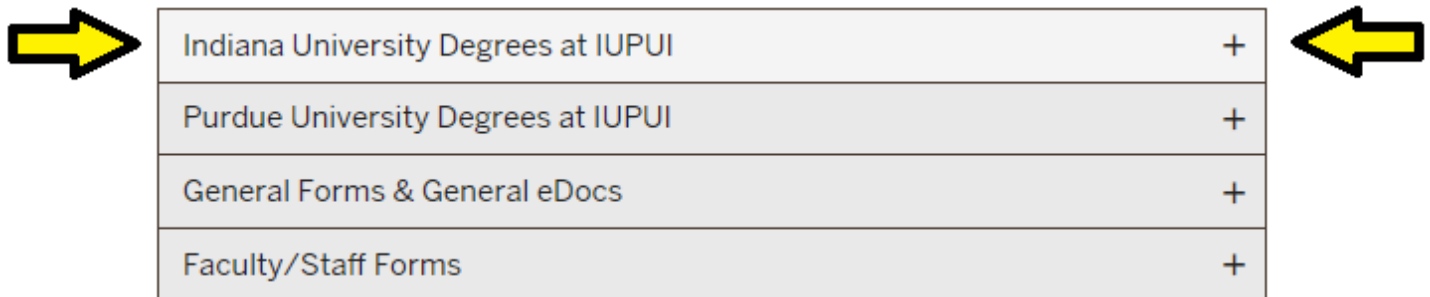 Indiana University Degrees at IUPUI +
Purdue University Degrees at IUPUI +
General Forms & General eDocs +
Faculty/Staff Forms +